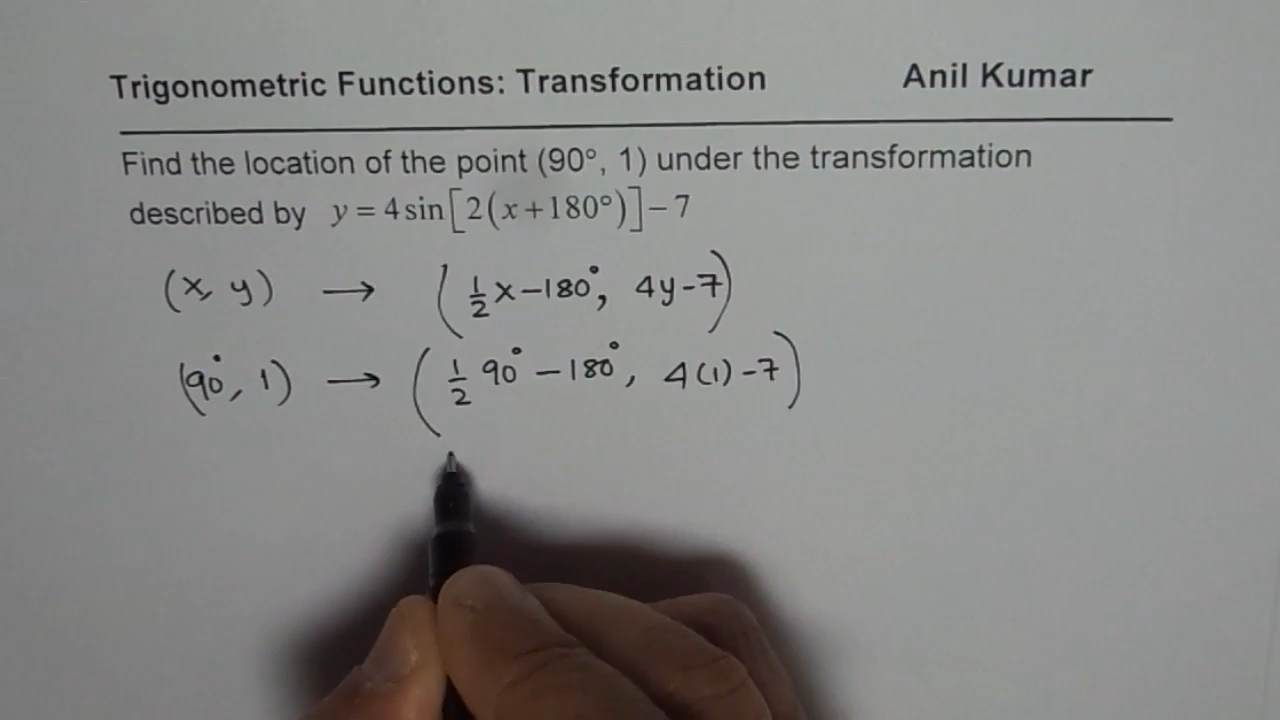 Trigonometric Functions: Transformation Anil Kumar
Find the location of the point (90°, 1) under the transformation
described by y = 4 sin[2(x+180°)] − 7
(x, y) → (½x − 180°, 4y − 7)
(90°, 1) → (½ 90° − 180°, 4(1) − 7)